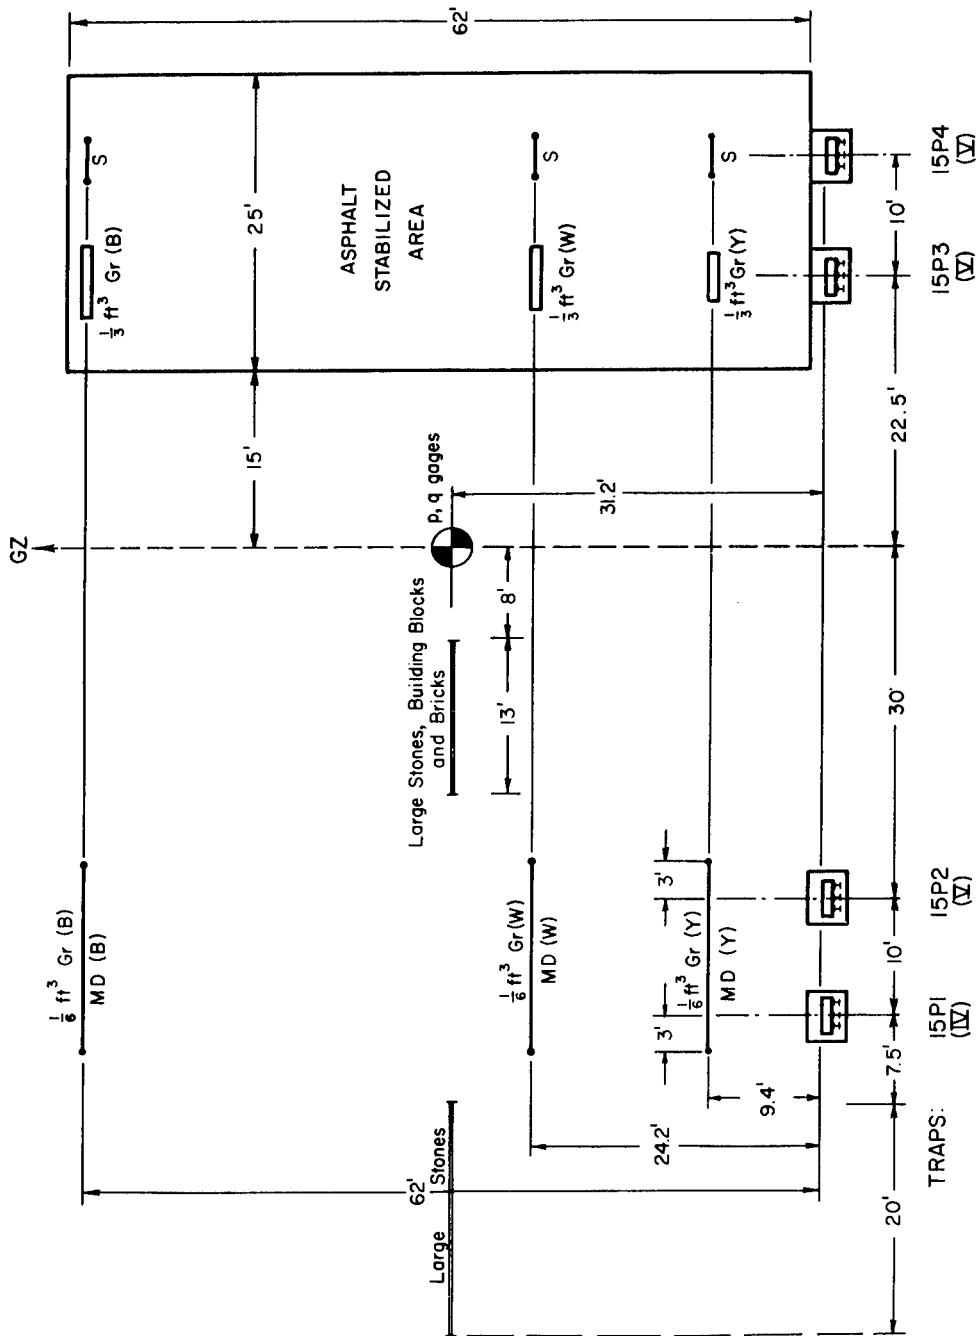 62'
GZ
S
1/3 ft³ Gr (B)
25'
ASPHALT
STABILIZED
AREA
S
1/3 ft³ Gr (W)
S
1/3 ft³ Gr (Y)
15P4
(V)
10'
15P3
(V)
15'
22.5'
p, q gages
31.2'
8'
Large Stones, Building Blocks
and Bricks
13'
30'
1/6 ft³ Gr (B)
MD (B)
1/6 ft³ Gr (W)
MD (W)
1/6 ft³ Gr (Y)
MD (Y)
3'
3'
15P2
(V)
10'
15P1
(IV)
7.5'
9.4'
24.2'
62'
Large Stones
20'
TRAPS: